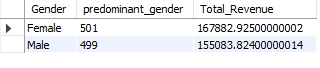 Gender predominant_gender Total_Revenue
Female 501 167882.92500000002
Male 499 155083.82400000014